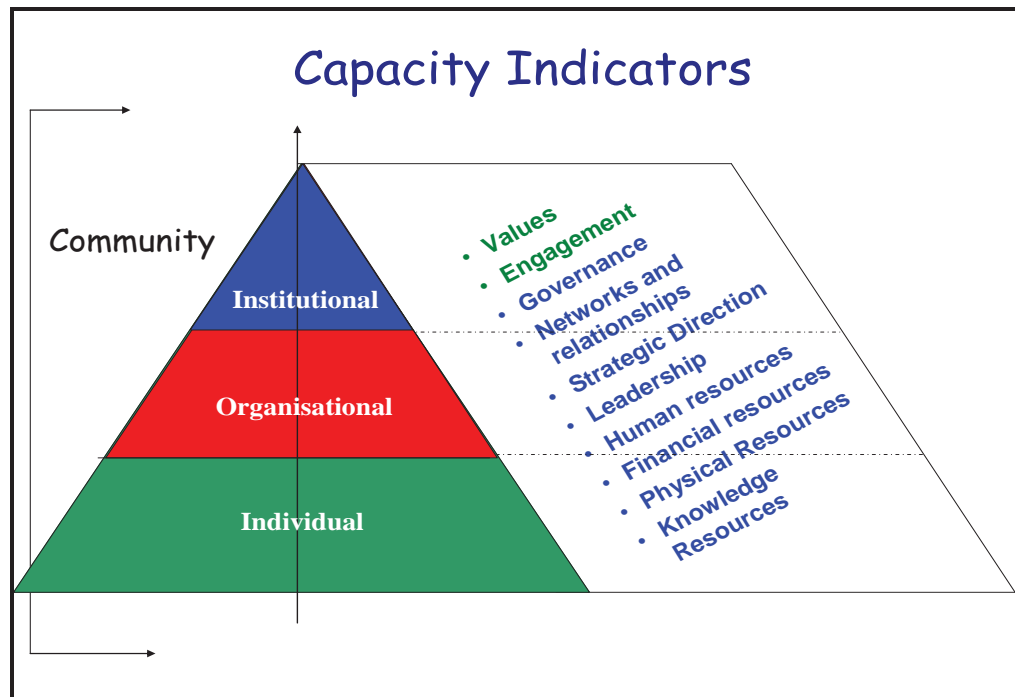 Capacity Indicators
Community
Institutional
Organisational
Individual
• Values
• Engagement
• Governance
• Networks and
relationships
• Strategic Direction
• Leadership
• Human resources
• Financial resources
• Physical Resources
• Knowledge
Resources